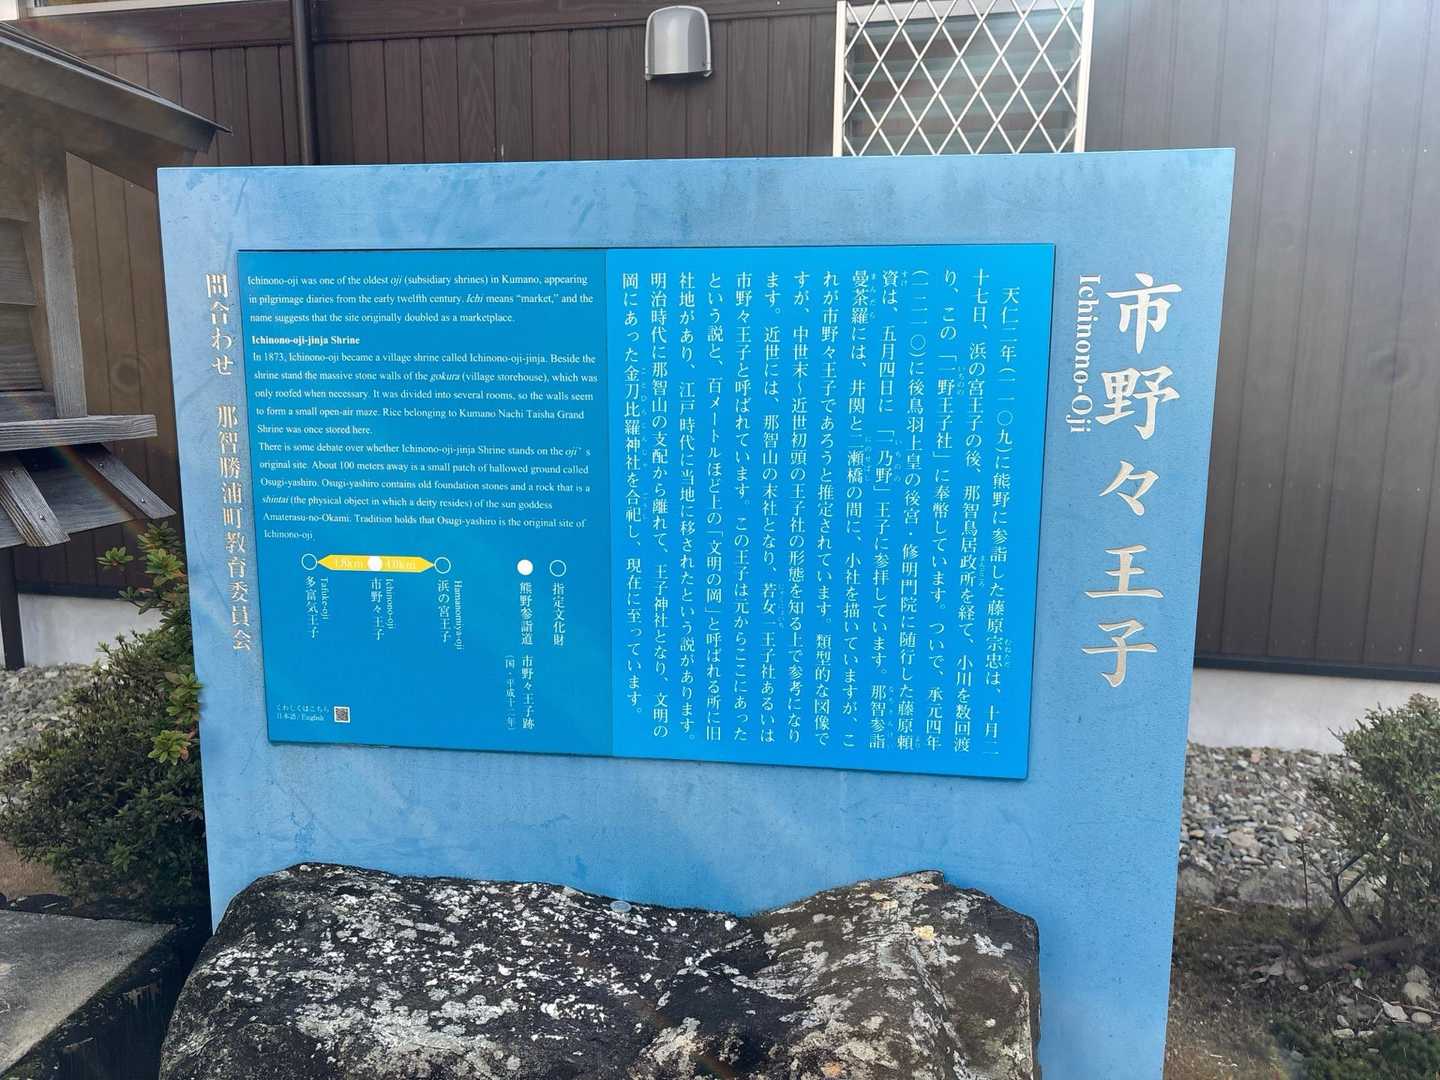 市野々王子
Ichinono-Oji
天仁二年(一一〇九)に熊野に参詣した藤原宗忠は、十月二
十七日、浜の宮王子の後、那智鳥居政所を経て、小川を数回渡
り、この「一野王子社」に奉幣しています。ついで、承元四年
(一二一〇)に後鳥羽上皇の後宮・修明門院に随行した藤原頼
資は、五月四日に「一乃野」王子に参拝しています。那智参詣
曼荼羅には、井関と二瀬橋の間に、小社を描いていますが、こ
れが市野々王子であろうと推定されています。類型的な図像で
すが、中世末～近世初頭の王子社の形態を知る上で参考になり
ます。近世には、那智山の末社となり、若女一王子社あるいは
市野々王子と呼ばれています。この王子は元からここにあった
という説と、百メートルほど上の「文明の岡」と呼ばれる所に旧
社地があり、江戸時代に当地に移されたという説があります。
明治時代に那智山の支配から離れて、王子神社となり、文明の
岡にあった金刀比羅神社を合祀し、現在に至っています。
Ichinono-oji was one of the oldest oji (subsidiary shrines) in Kumano, appearing
in pilgrimage diaries from the early twelfth century. Ichi means “market,” and the
name suggests that the site originally doubled as a marketplace.
Ichinono-oji-jinja Shrine
In 1873, Ichinono-oji became a village shrine called Ichinono-oji-jinja. Beside the
shrine stand the massive stone walls of the gokura (village storehouse), which was
only roofed when necessary. It was divided into several rooms, so the walls seem
to form a small open-air maze. Rice belonging to Kumano Nachi Taisha Grand
Shrine was once stored here.
There is some debate over whether Ichinono-oji-jinja Shrine stands on the oji’s
original site. About 100 meters away is a small patch of hallowed ground called
Osugi-yashiro. Osugi-yashiro contains old foundation stones and a rock that is a
shintai (the physical object in which a deity resides) of the sun goddess
Amaterasu-no-Okami. Tradition holds that Osugi-yashiro is the original site of
Ichinono-oji.
指定文化財
熊野参詣道 市野々王子跡
(国・平成十二年)
Hamanomiya-oji
浜の宮王子
Ichinono-oji
市野々王子
Tafuke-oji
多富気王子
1.8km
4.0km
くわしくはこちら
日本語 / English
問合わせ 那智勝浦町教育委員会